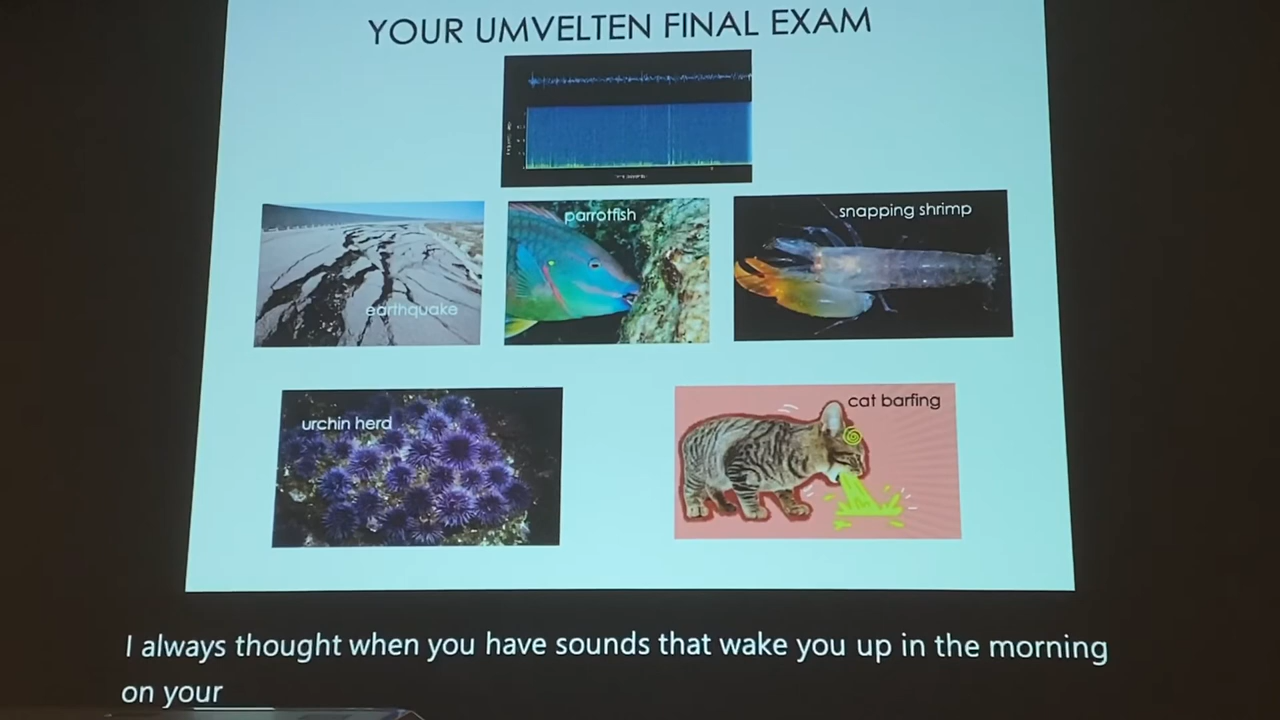 YOUR UMVELTEN FINAL EXAM
parrotfish
snapping shrimp
earthquake
urchin herd
cat barfing
I always thought when you have sounds that wake you up in the morning
on your